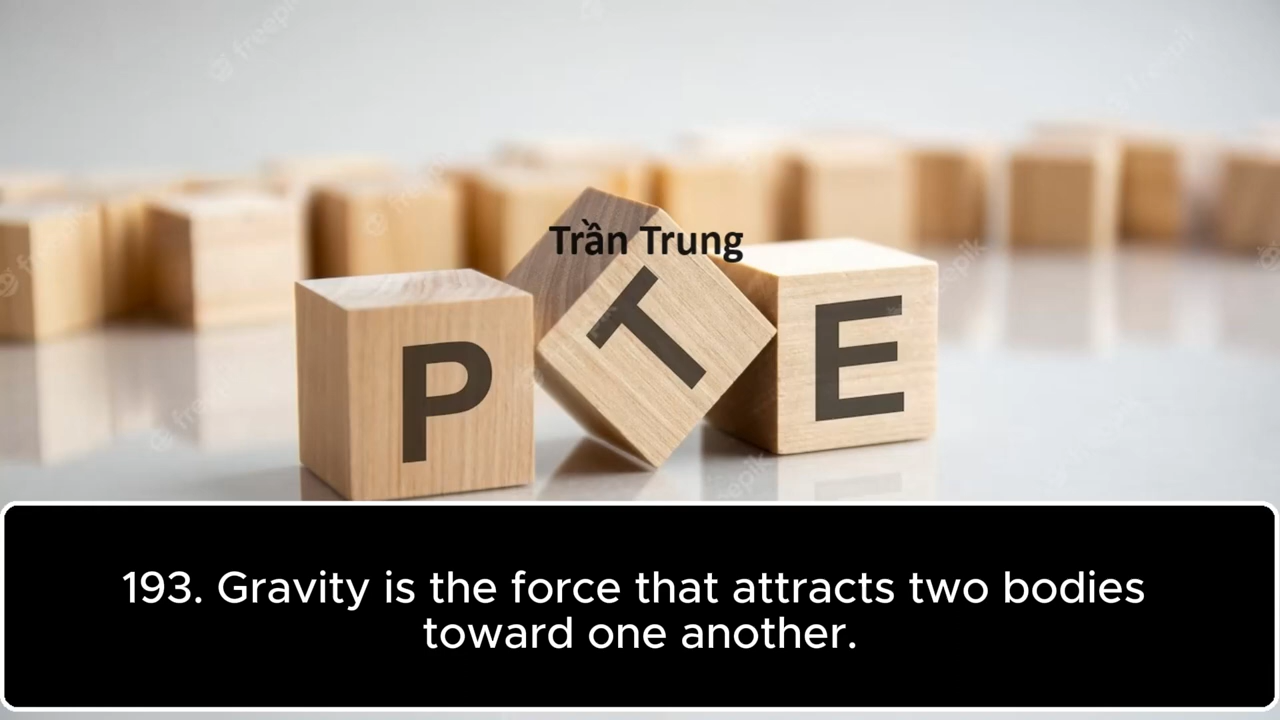 Trần Trung
P T E
193. Gravity is the force that attracts two bodies
toward one another.